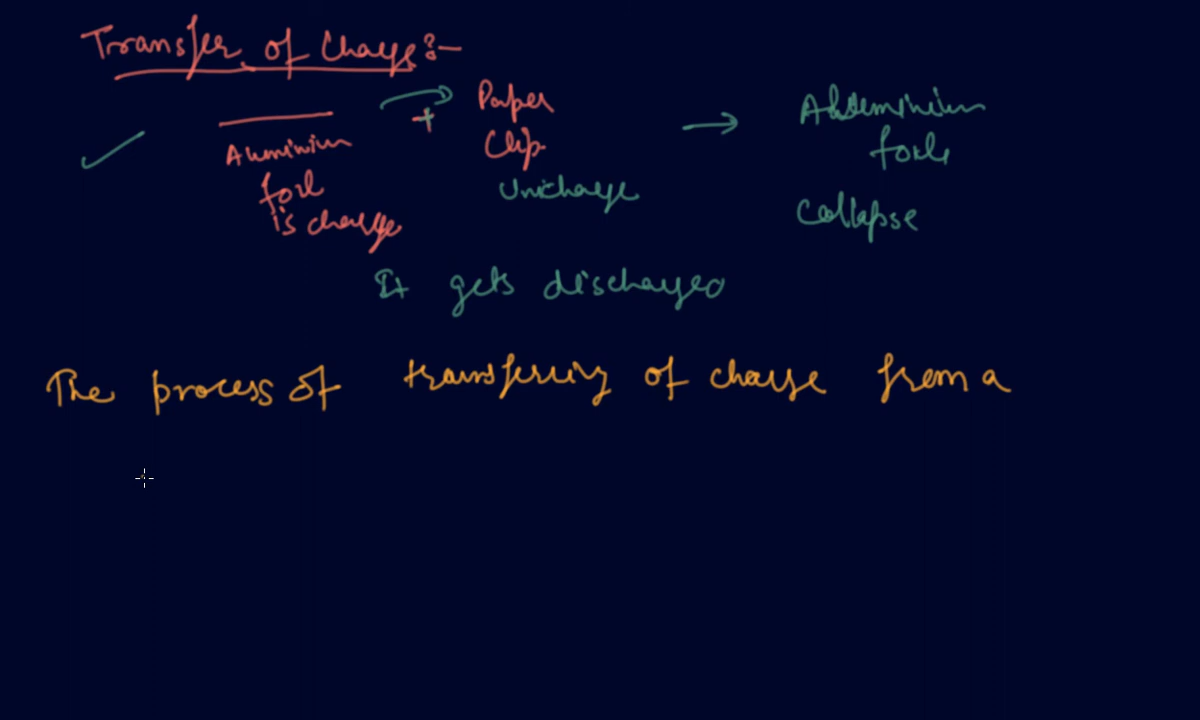 Transfer of Charge:-
Aluminium foil is charge
+
Paper Clip
Uncharge
→
Aluminium foil
Collapse
It gets discharged
The process of transferring of charge from a